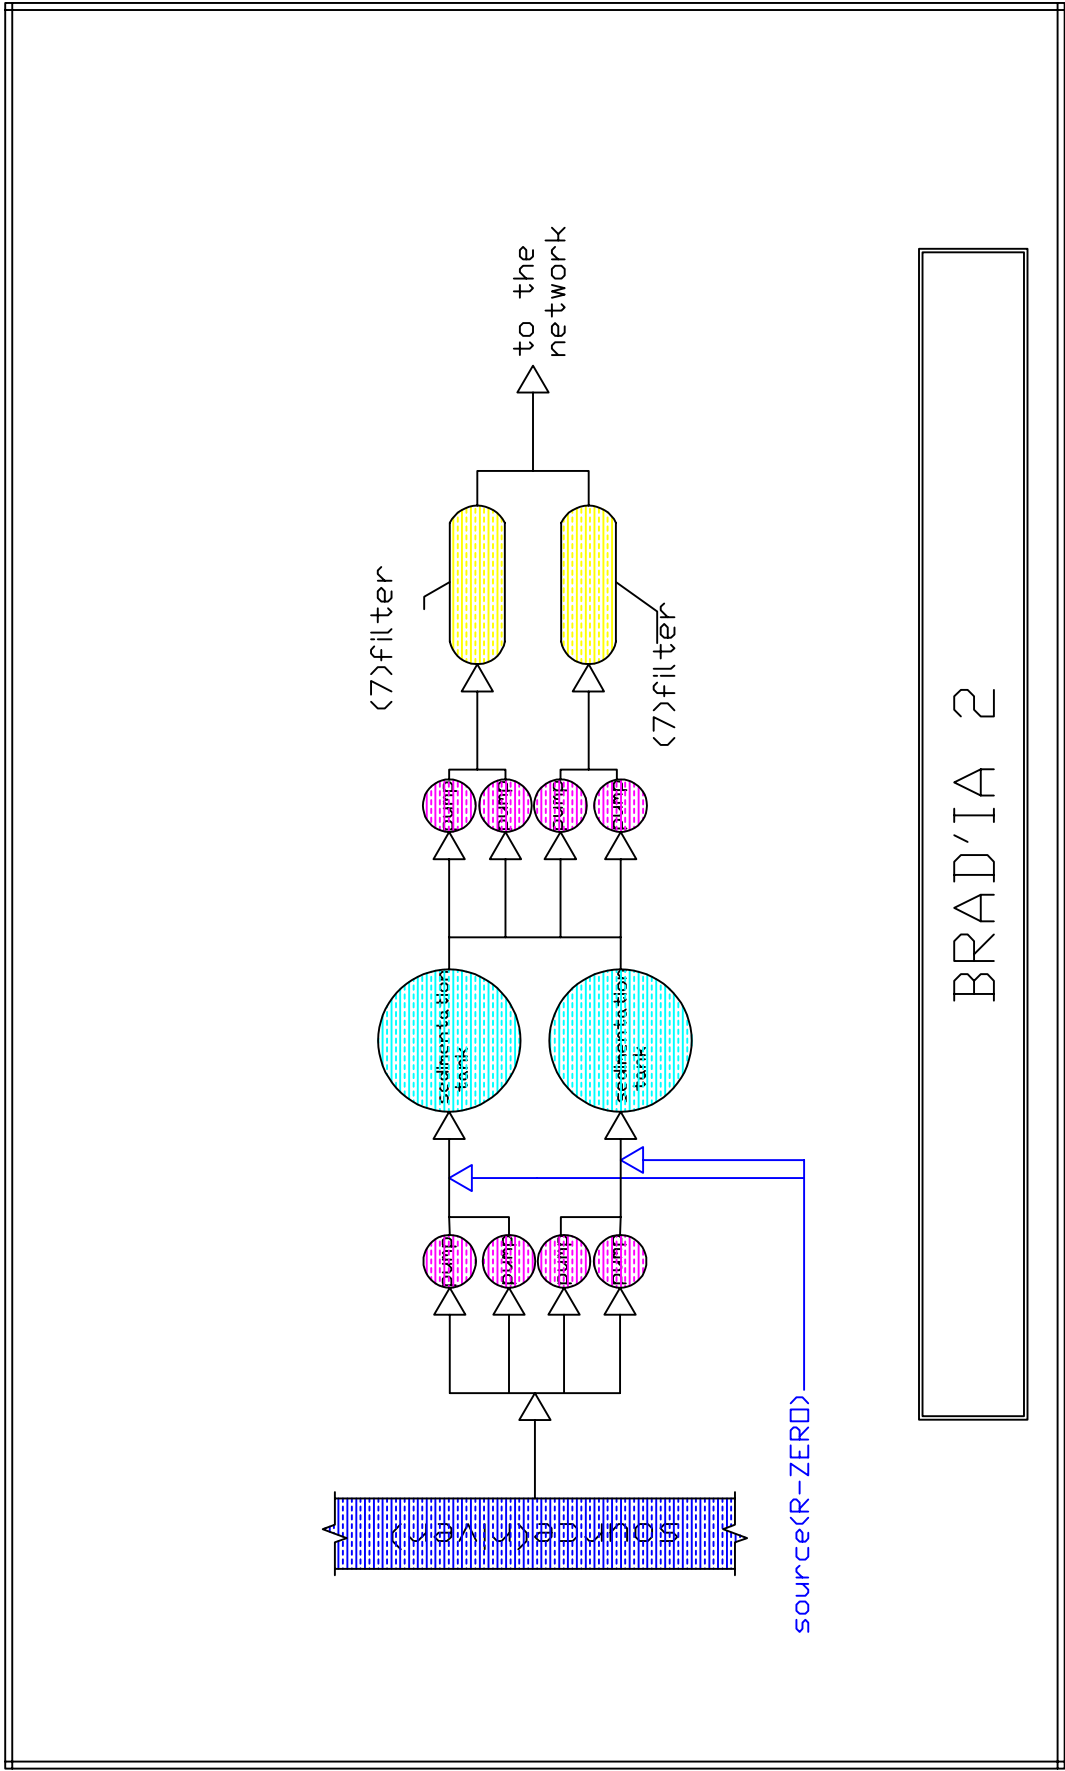 to the
network
(7)filter
(7)filter
pump
pump
pump
pump
sedimentation
tank
sedimentation
tank
pump
pump
pump
pump
source(river)
source(R-ZERO)
BRAD'IA 2